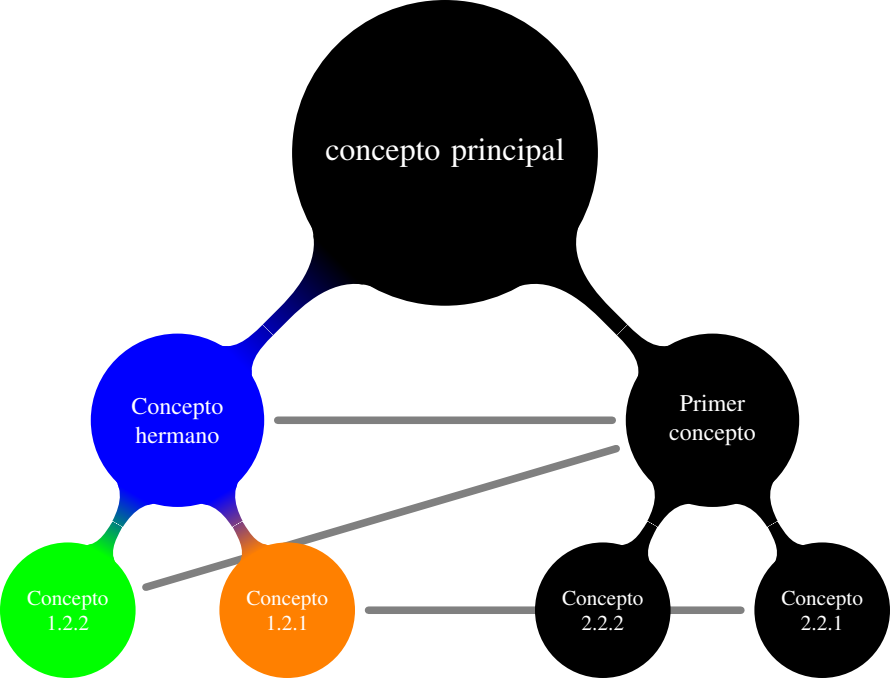 concepto principal
Concepto
hermano
Primer
concepto
Concepto
1.2.2
Concepto
1.2.1
Concepto
2.2.2
Concepto
2.2.1